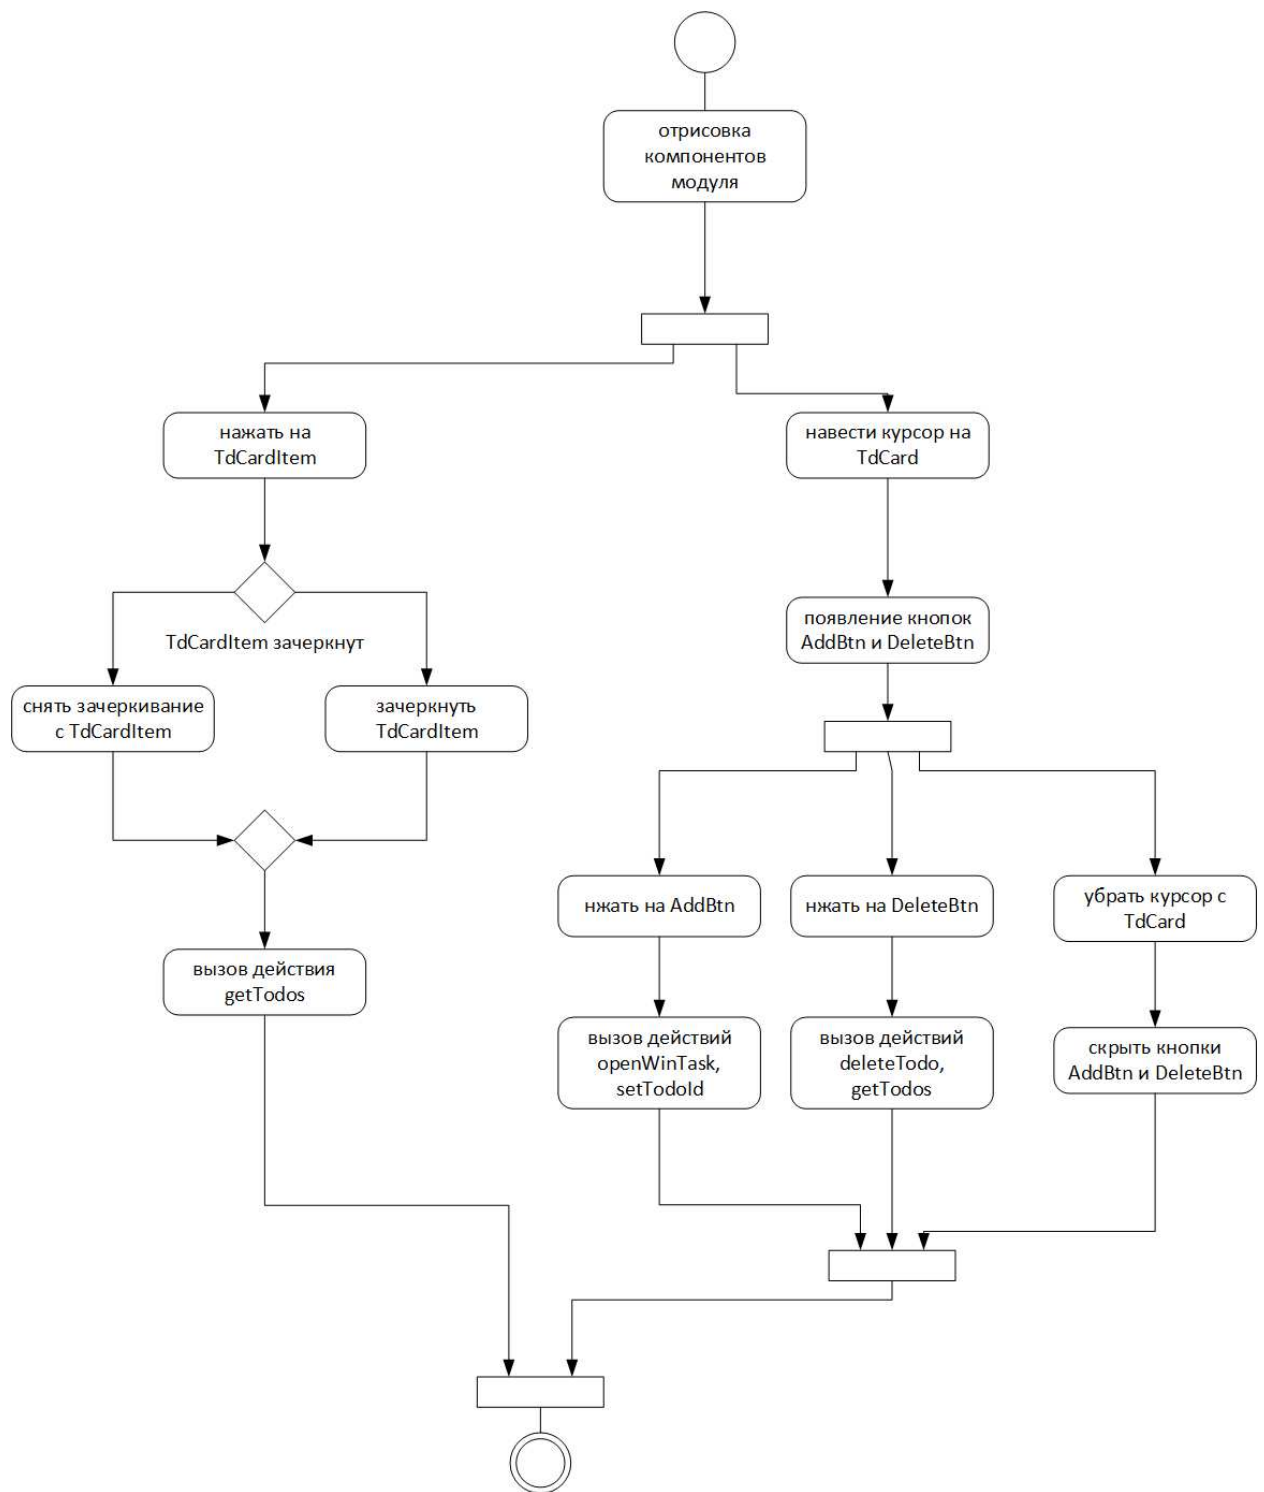 отрисовка
компонентов
модуля
нажать на
TdCardItem
навести курсор на
TdCard
TdCardItem зачеркнут
появление кнопок
AddBtn и DeleteBtn
снять зачеркивание
с TdCardItem
зачеркнуть
TdCardItem
нжать на AddBtn
нжать на DeleteBtn
убрать курсор с
TdCard
вызов действия
getTodos
вызов действий
openWinTask,
setTodoId
вызов действий
deleteTodo,
getTodos
скрыть кнопки
AddBtn и DeleteBtn